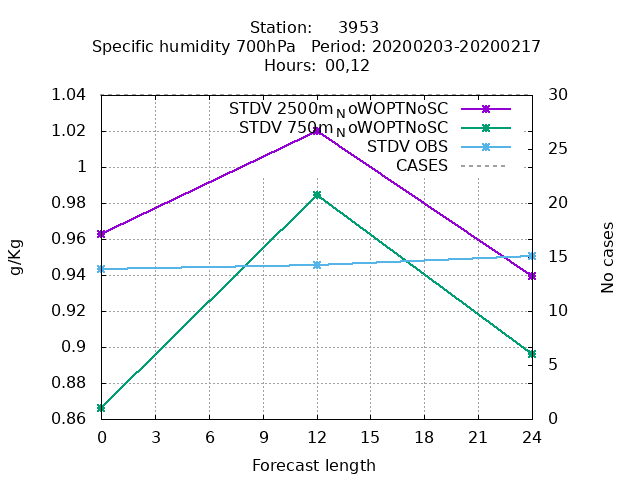 Station: 3953
Specific humidity 700hPa Period: 20200203-20200217
Hours: 00,12
STDV 2500m_NoWOPTNoSC
STDV 750m_NoWOPTNoSC
STDV OBS
CASES
1.04
1.02
1
0.98
0.96
0.94
0.92
0.9
0.88
0.86
g/Kg
30
25
20
15
10
5
0
No cases
0 3 6 9 12 15 18 21 24
Forecast length